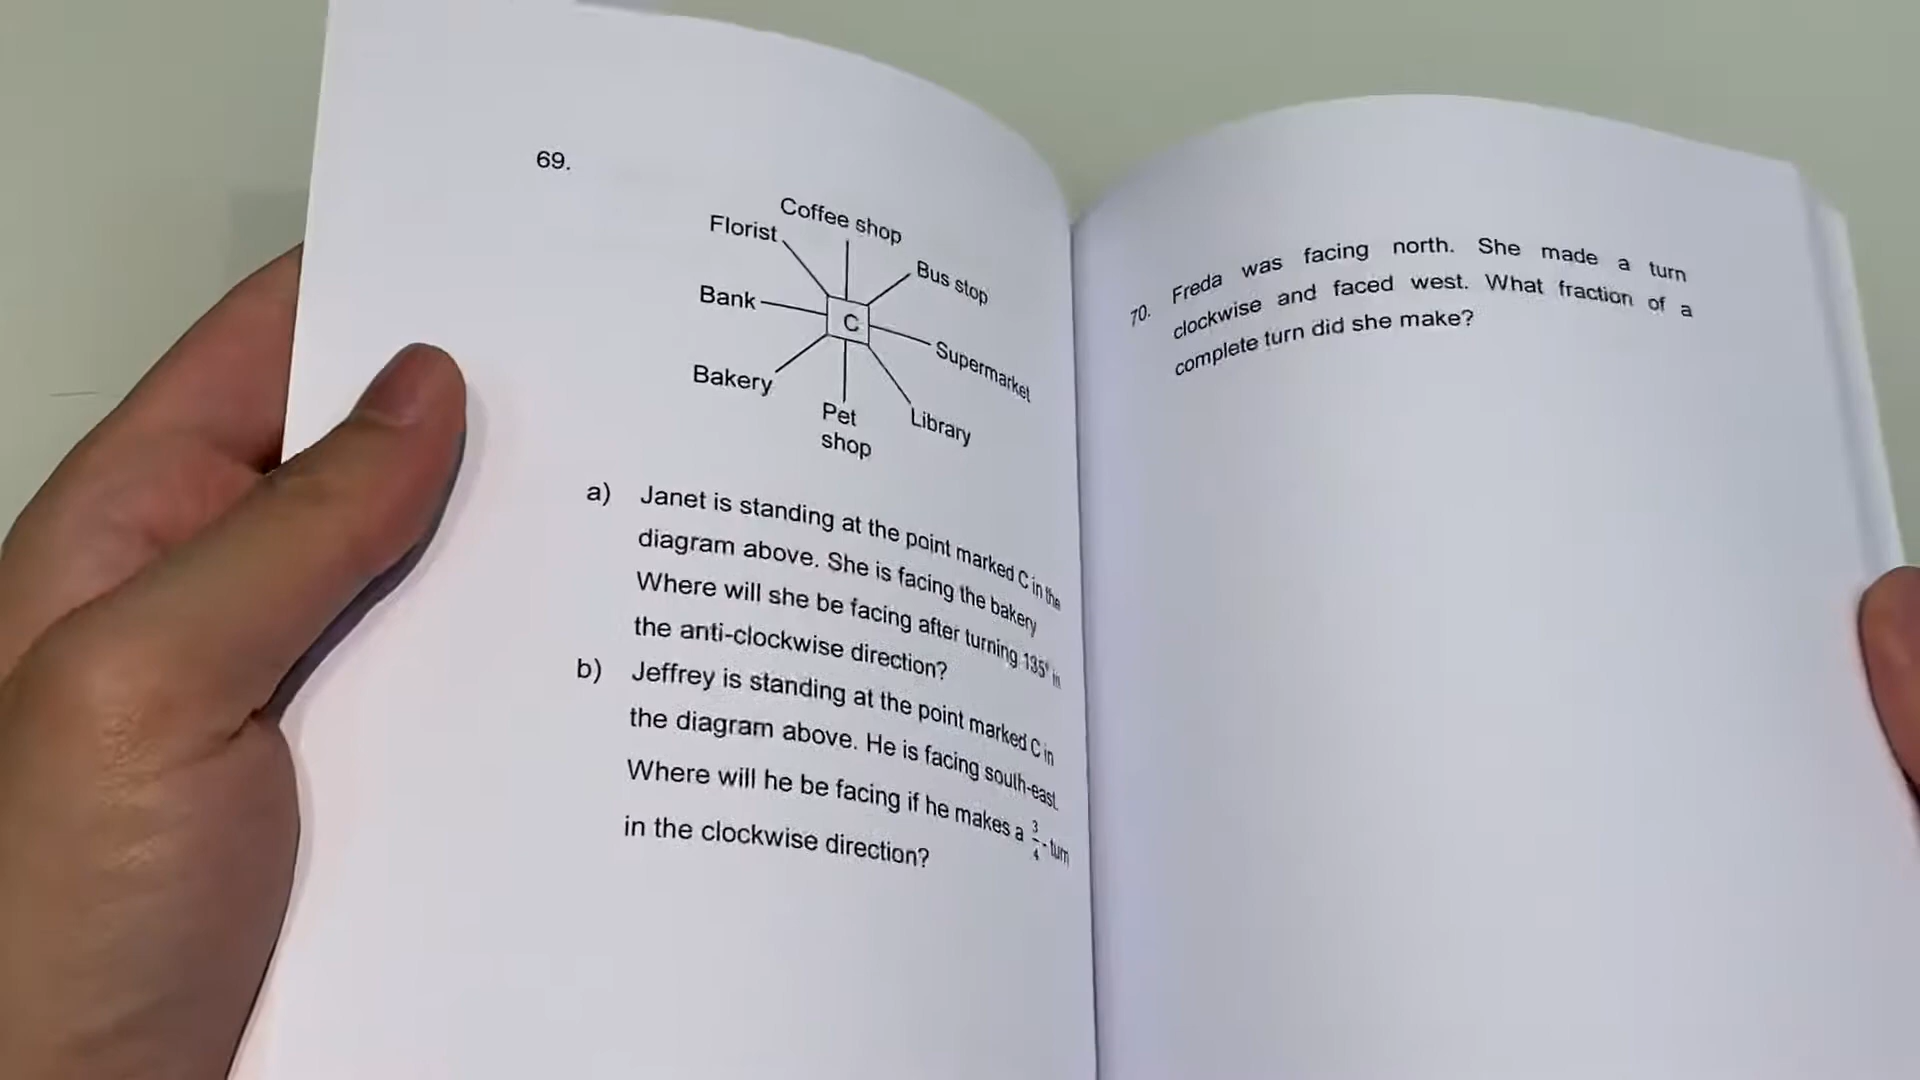 69.
Coffee shop
Florist
Bus stop
Bank
C
Supermarket
Bakery
Library
Pet
shop
a) Janet is standing at the point marked C in the
diagram above. She is facing the bakery
Where will she be facing after turning 135° in
the anti-clockwise direction?
b) Jeffrey is standing at the point marked C in
the diagram above. He is facing south-east.
Where will he be facing if he makes a 3/4-turn
in the clockwise direction?
70. Freda was facing north. She made a turn
clockwise and faced west. What fraction of a
complete turn did she make?